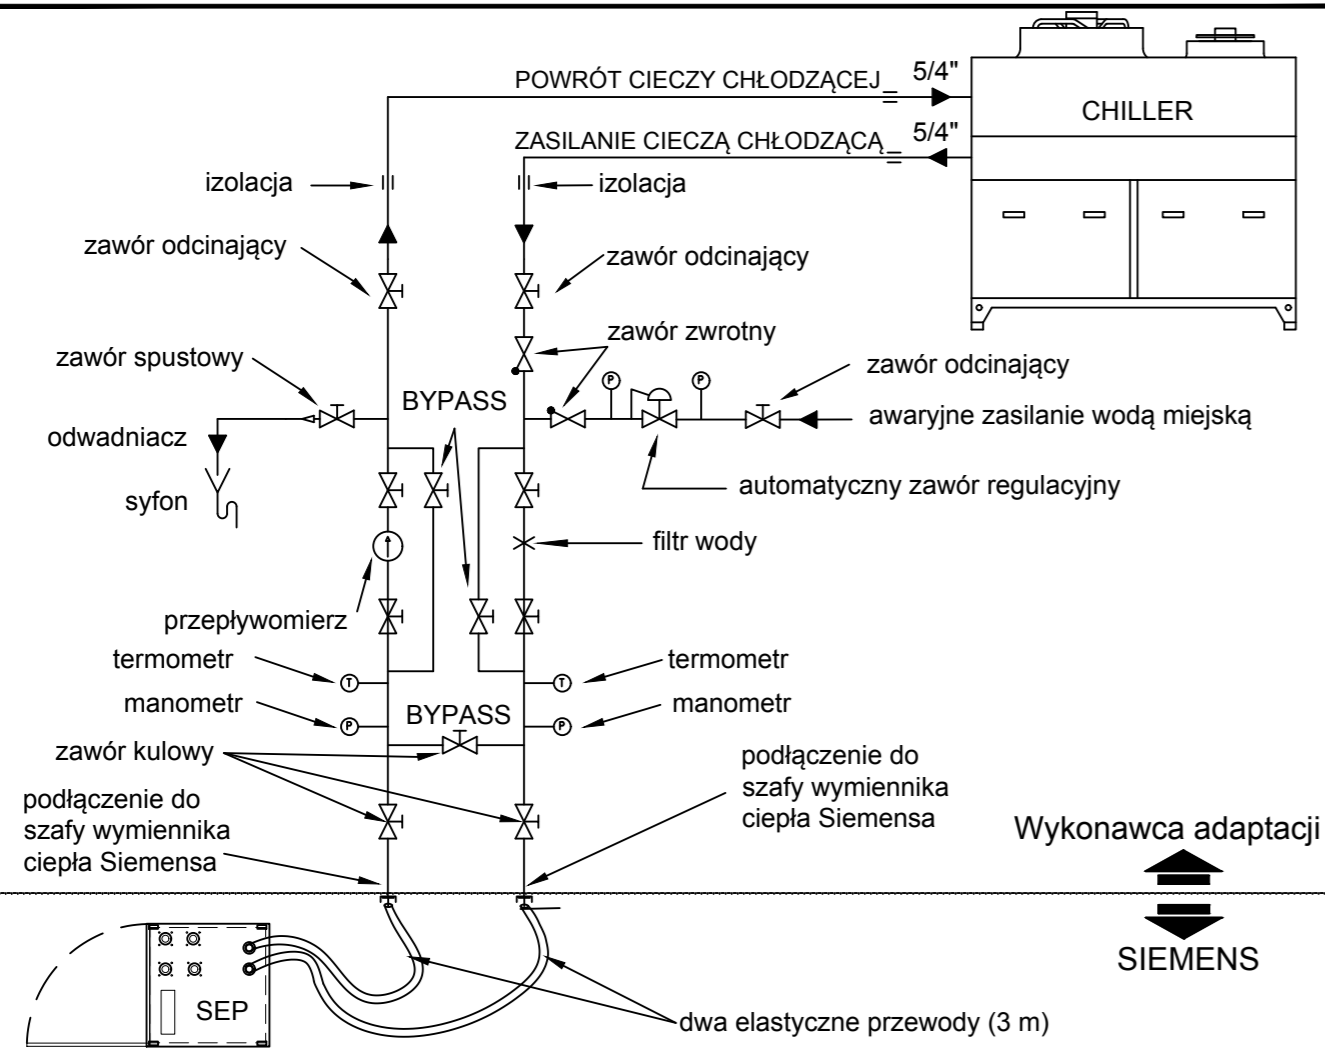 POWRÓT CIECZY CHŁODZĄCEJ
5/4"
CHILLER
ZASILANIE CIECZĄ CHŁODZĄCĄ
5/4"
izolacja
izolacja
zawór odcinający
zawór odcinający
zawór zwrotny
zawór spustowy
zawór odcinający
P
P
BYPASS
awaryjne zasilanie wodą miejską
odwadniacz
syfon
automatyczny zawór regulacyjny
filtr wody
przepływomierz
termometr
T
T
termometr
manometr
P
BYPASS
P
manometr
zawór kulowy
podłączenie do
szafy wymiennika
ciepła Siemensa
podłączenie do
szafy wymiennika
ciepła Siemensa
Wykonawca adaptacji
SIEMENS
SEP
dwa elastyczne przewody (3 m)